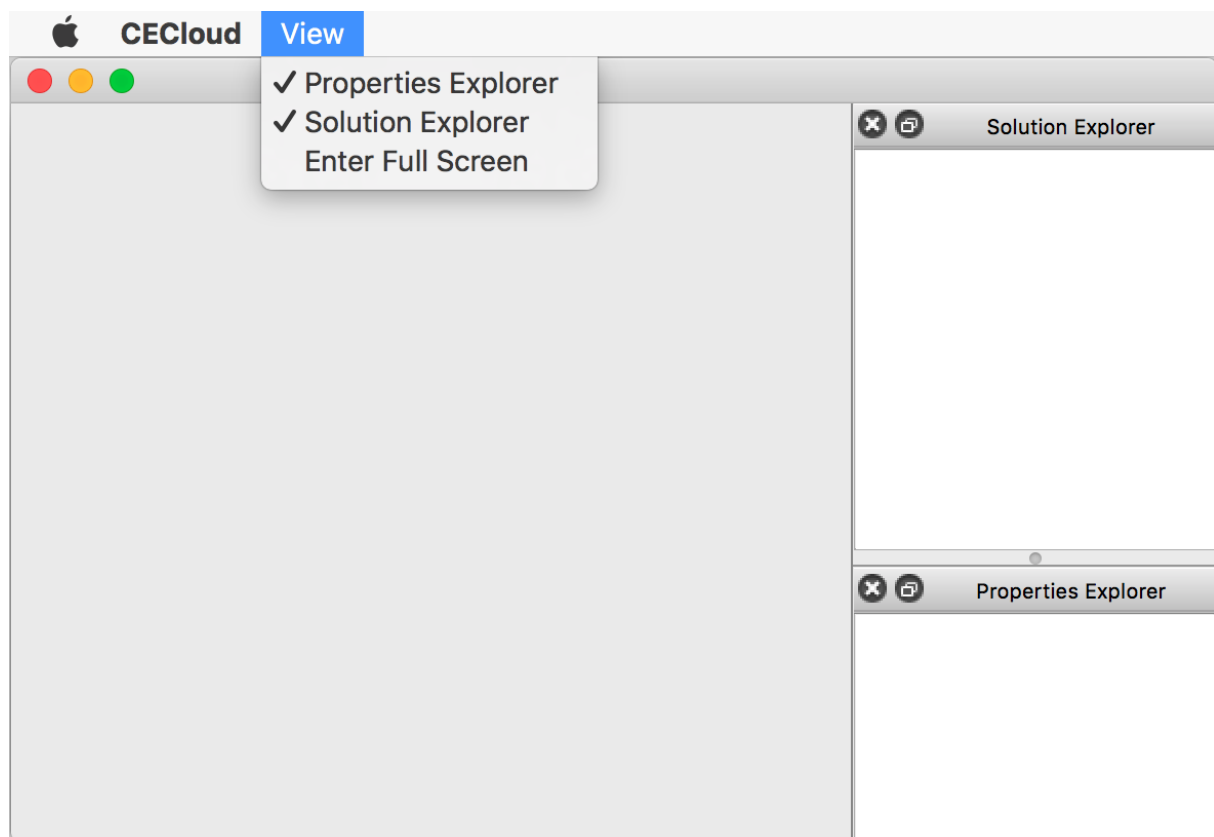 CECloud View
Properties Explorer
Solution Explorer
Enter Full Screen
Solution Explorer
Properties Explorer